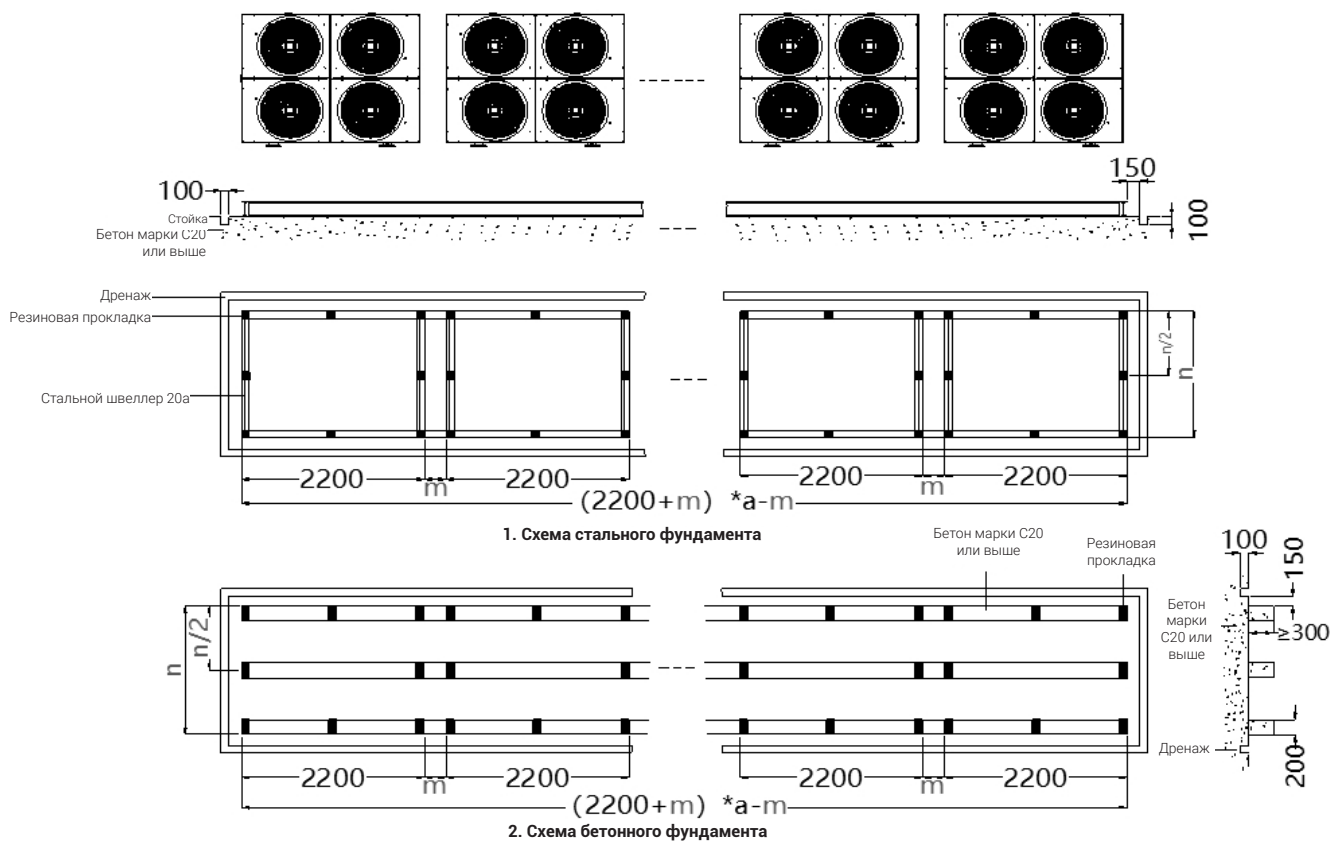 100
150
Стойка
100
Бетон марки С20
или выше
Дренаж
Резиновая прокладка
n/2
n
Стальной швеллер 20а
2200
m
2200
2200
m
2200
(2200+m) *a-m
1. Схема стального фундамента
Бетон марки С20
или выше
Резиновая
прокладка
100
150
Бетон
марки
С20 или
выше
≥300
n
n/2
Дренаж
200
2200
m
2200
2200
m
2200
(2200+m) *a-m
2. Схема бетонного фундамента